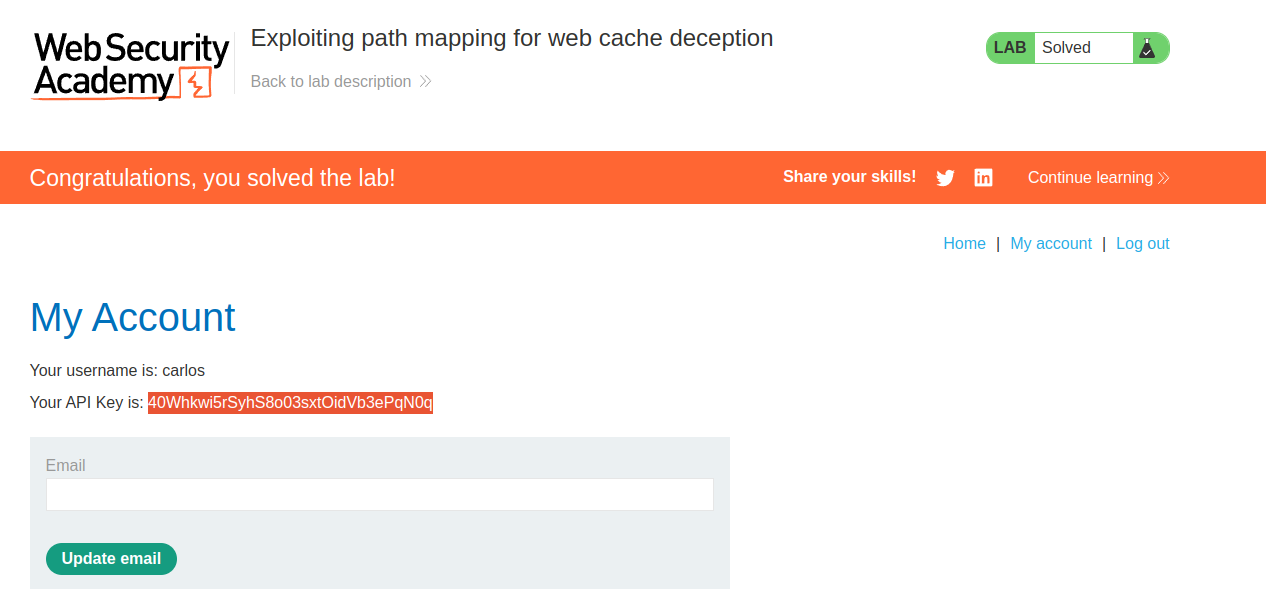 Web Security
Academy
Exploiting path mapping for web cache deception
Back to lab description
LAB Solved
Congratulations, you solved the lab!
Share your skills!
Continue learning
Home | My account | Log out
My Account
Your username is: carlos
Your API Key is: 40Whkwi5rSyhS8o03sxtOidVb3ePqN0q
Email
Update email